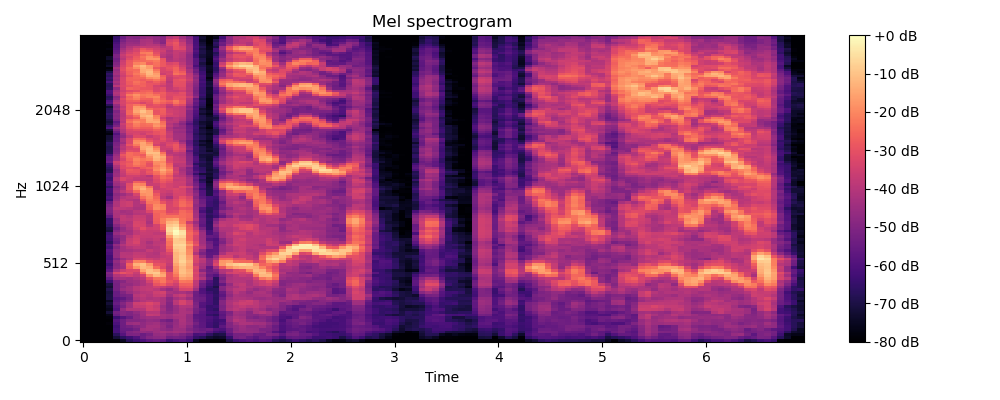 Mel spectrogram
+0 dB
-10 dB
2048
-20 dB
-30 dB
Hz
1024
-40 dB
-50 dB
512
-60 dB
-70 dB
0
-80 dB
0 1 2 3 4 5 6
Time